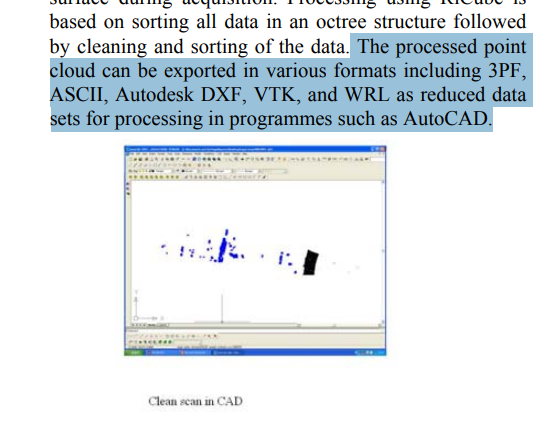 surface during acquisition. Processing using RiCube is
based on sorting all data in an octree structure followed
by cleaning and sorting of the data. The processed point
cloud can be exported in various formats including 3PF,
ASCII, Autodesk DXF, VTK, and WRL as reduced data
sets for processing in programmes such as AutoCAD.
Clean scan in CAD